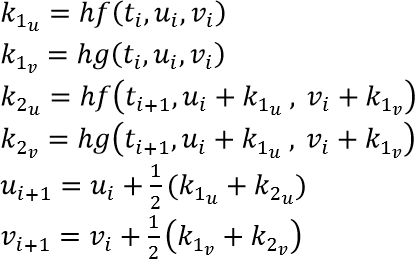 k_{1_u} = hf(t_i, u_i, v_i)
k_{1_v} = hg(t_i, u_i, v_i)
k_{2_u} = hf(t_{i+1}, u_i + k_{1_u} , v_i + k_{1_v})
k_{2_v} = hg(t_{i+1}, u_i + k_{1_u} , v_i + k_{1_v})
u_{i+1} = u_i + \frac{1}{2}(k_{1_u} + k_{2_u})
v_{i+1} = v_i + \frac{1}{2}(k_{1_v} + k_{2_v})